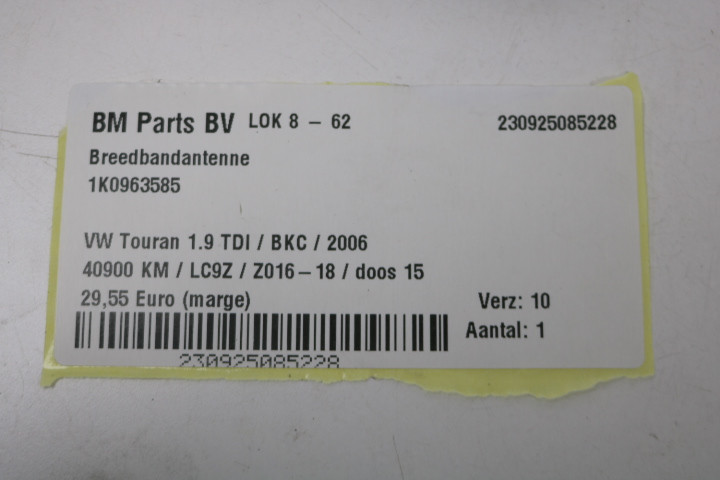 BM Parts BV LOK 8 - 62 230925085228
Breedbandantenne
1K0963585
VW Touran 1.9 TDI / BKC / 2006
40900 KM / LC9Z / Z016-18 / doos 15
29,55 Euro (marge) Verz: 10
Aantal: 1
230925085228